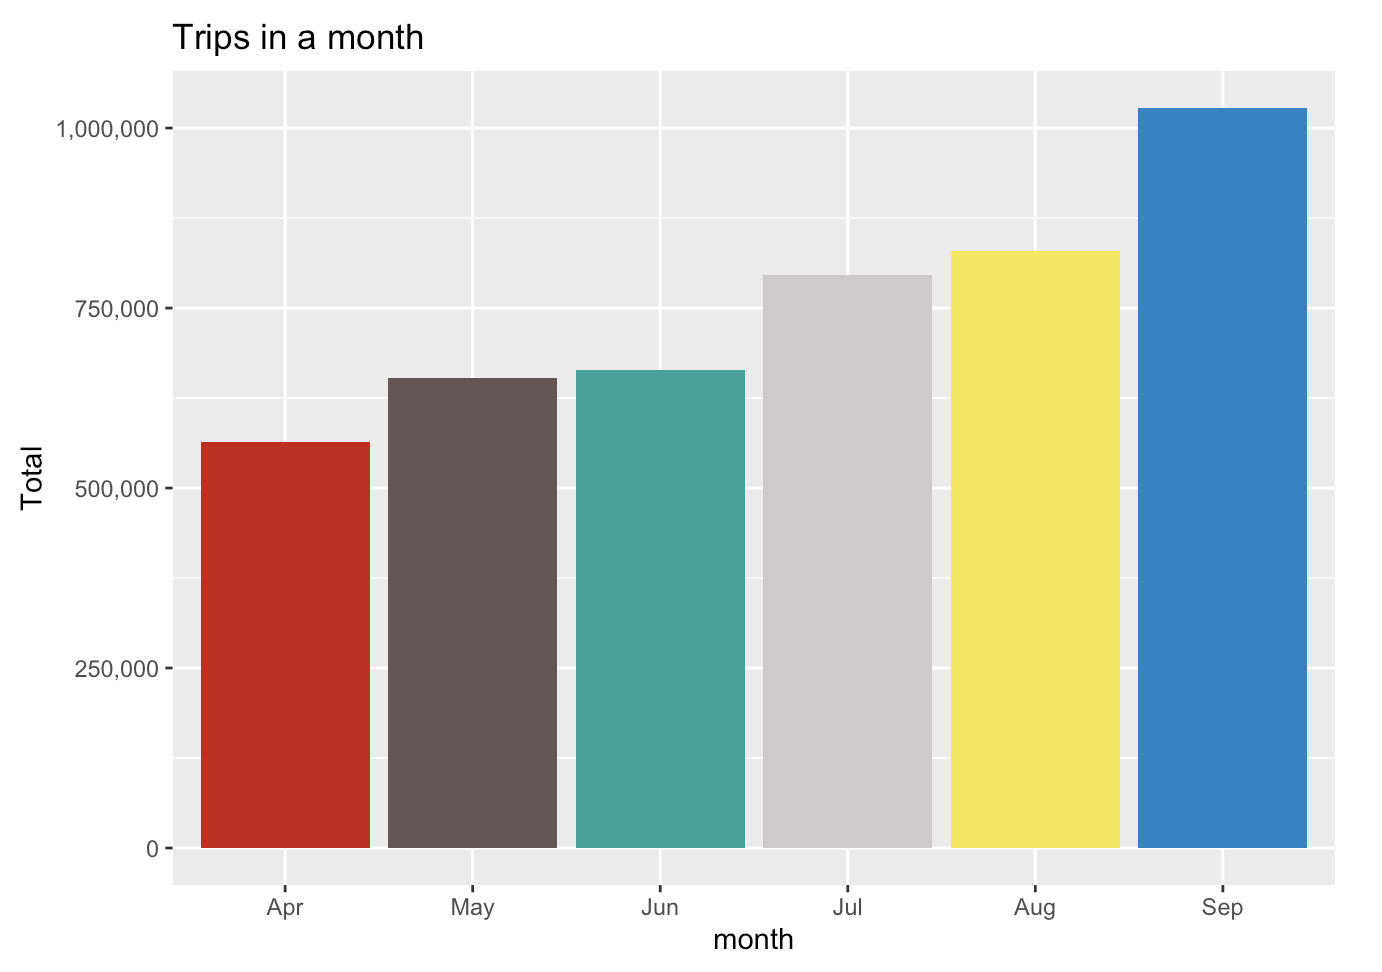 Trips in a month
1,000,000
750,000
500,000
250,000
0
Total
Apr May Jun Jul Aug Sep
month